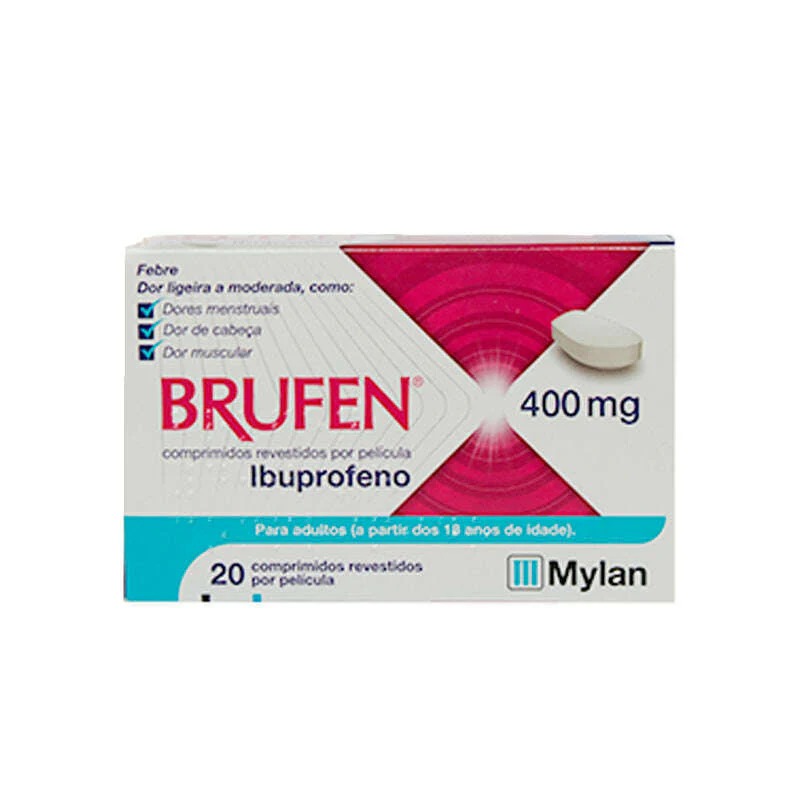 Febre
Dor ligeira a moderada, como:
Dores menstruais
Dor de cabeça
Dor muscular
BRUFEN®
400 mg
comprimidos revestidos por película
Ibuprofeno
Para adultos (a partir dos 18 anos de idade).
20 comprimidos revestidos
por película
Mylan